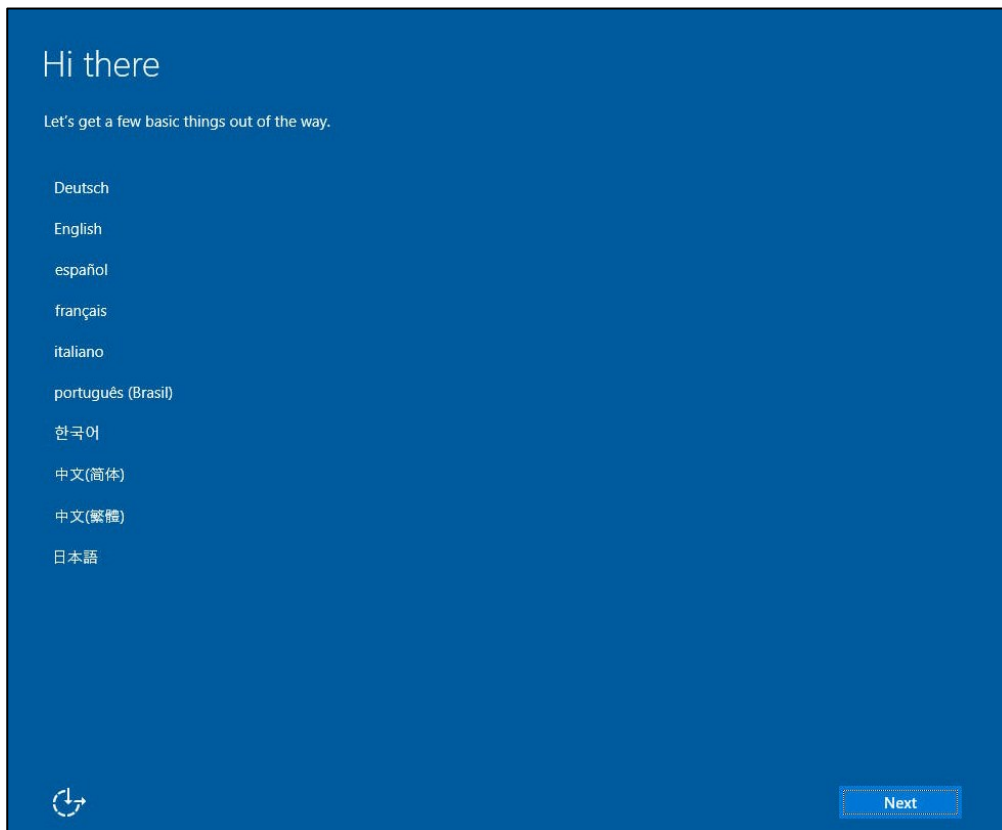 Hi there
Let's get a few basic things out of the way.
Deutsch
English
español
français
italiano
português (Brasil)
한국어
中文(简体)
中文(繁體)
日本語
Next